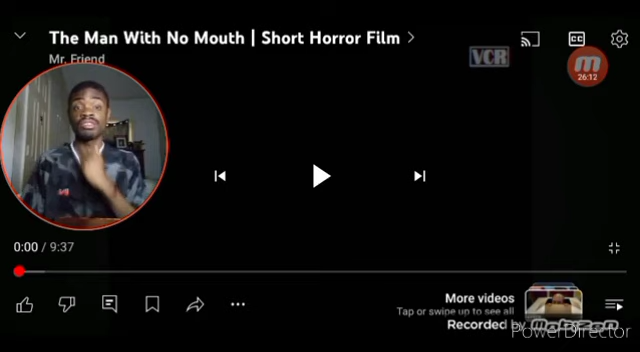 The Man With No Mouth | Short Horror Film
Mr. Friend
VCR
26:12
0:00 / 9:37
More videos
Tap or swipe up to see all
Recorded by Mobizen
PowerDirector